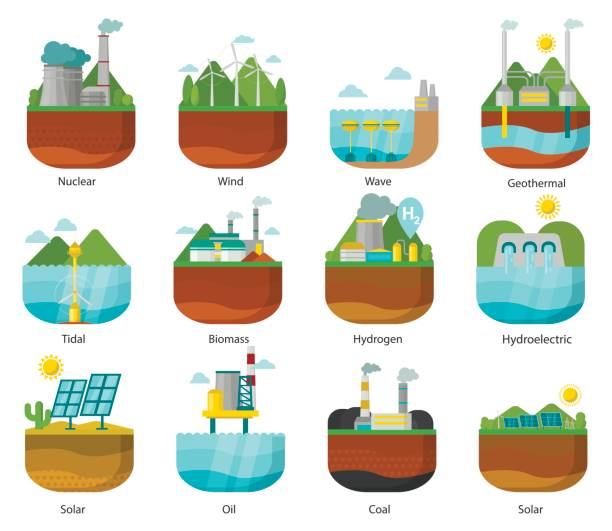 Nuclear
Wind
Wave
Geothermal
H2
Tidal
Biomass
Hydrogen
Hydroelectric
Solar
Oil
Coal
Solar